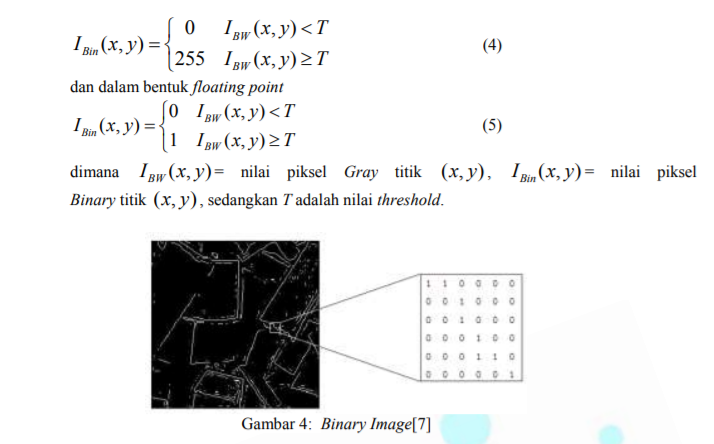 I_Bin(x, y) = { 0 I_BW(x, y) < T
255 I_BW(x, y) ≥ T (4)
dan dalam bentuk floating point
I_Bin(x, y) = { 0 I_BW(x, y) < T
1 I_BW(x, y) ≥ T (5)
dimana I_BW(x, y) = nilai piksel Gray titik (x, y), I_Bin(x, y) = nilai piksel
Binary titik (x, y), sedangkan T adalah nilai threshold.
1 1 0 0 0 0
0 0 1 0 0 0
0 0 1 0 0 0
0 0 0 1 0 0
0 0 0 1 1 0
0 0 0 0 0 1
Gambar 4: Binary Image[7]